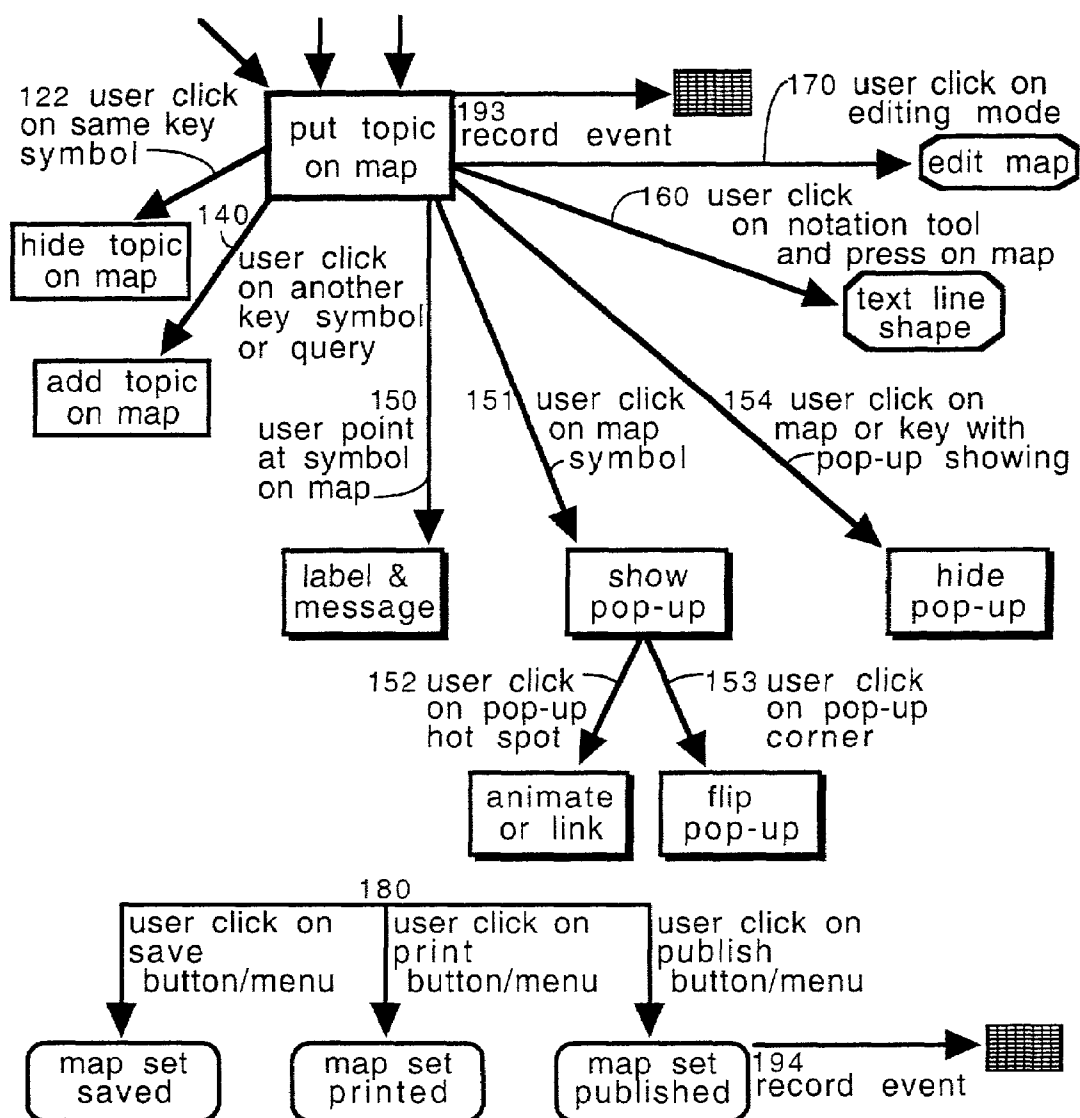 122 user click
on same key
symbol
put topic
on map
193
record event
170 user click on
editing mode
edit map
160 user click
on notation tool
and press on map
text line
shape
hide topic
on map
140
user click
on another
key symbol
or query
add topic
on map
150
user point
at symbol
on map
151 user click
on map
symbol
154 user click on
map or key with
pop-up showing
label &
message
show
pop-up
hide
pop-up
152 user click
on pop-up
hot spot
153 user click
on pop-up
corner
animate
or link
flip
pop-up
180
user click on
save
button/menu
user click on
print
button/menu
user click on
publish
button/menu
map set
saved
map set
printed
map set
published
194
record event